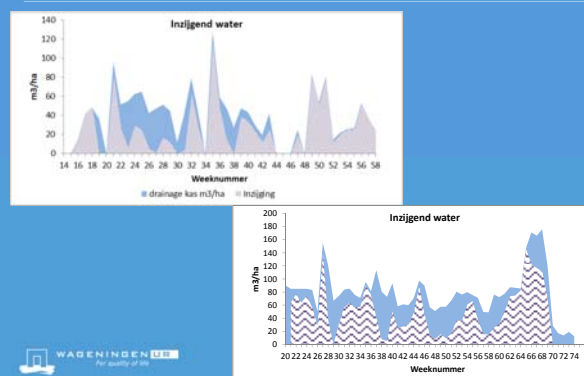 Inzijgend water
140
120
100
80
60
40
20
0
m3/ha
14 16 18 20 22 24 26 28 30 32 34 36 38 40 42 44 46 48 50 52 54 56 58
Weeknummer
drainage kas m3/ha Inzijging
Inzijgend water
200
180
160
140
120
100
80
60
40
20
0
m3/ha
20 22 24 26 28 30 32 34 36 38 40 42 44 46 48 50 52 54 56 58 60 62 64 66 68 70 72 74
Weeknummer
WAGENINGEN UR
For quality of life